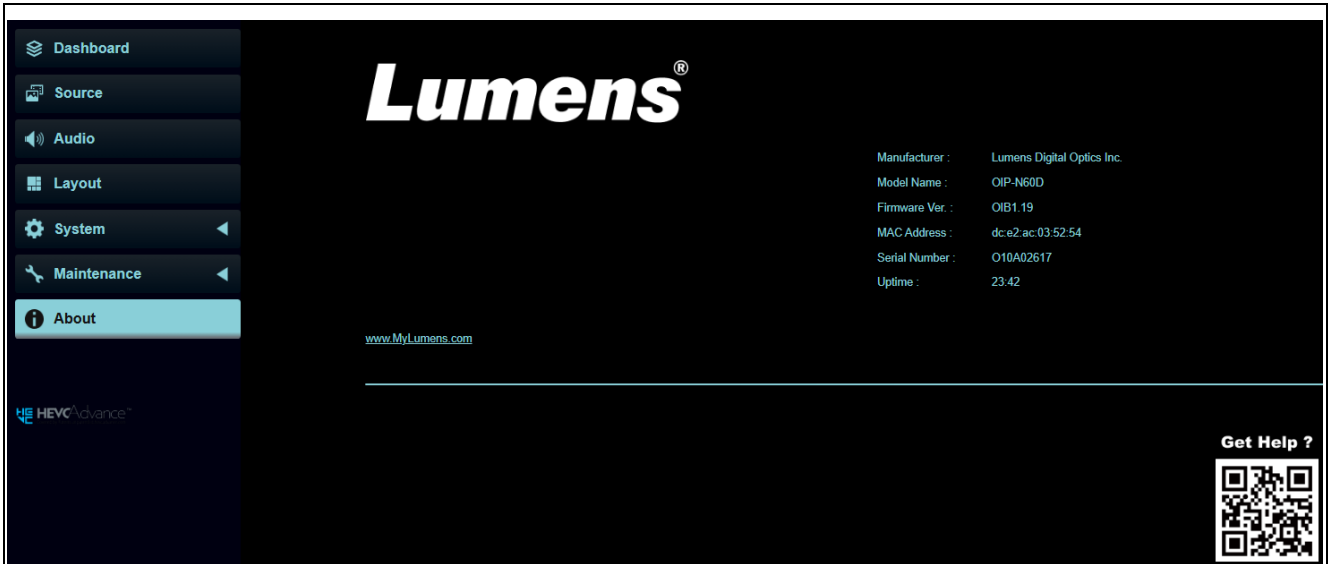 Dashboard
Source
Audio
Layout
System
Maintenance
About
HEVCAdvance™
Lumens®
Manufacturer : Lumens Digital Optics Inc.
Model Name : OIP-N60D
Firmware Ver. : OIB1.19
MAC Address : dc:e2:ac:03:52:54
Serial Number : O10A02617
Uptime : 23:42
www.MyLumens.com
Get Help ?